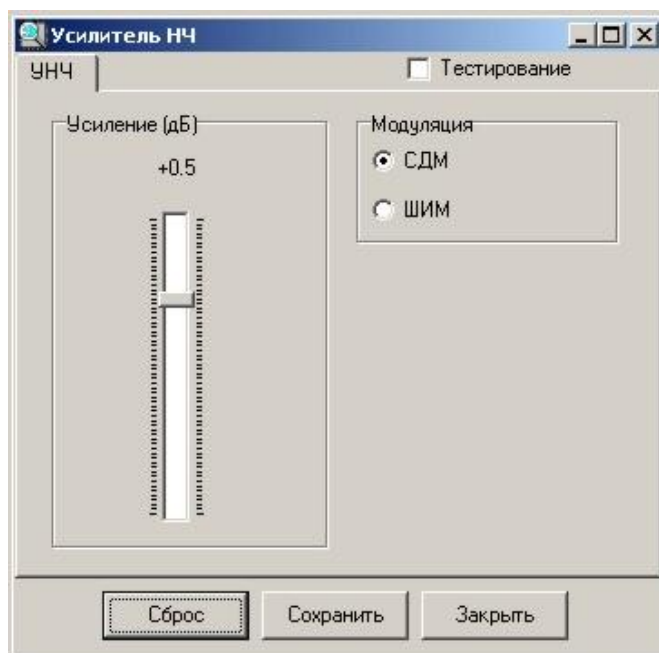 Усилитель НЧ
УНЧ
Тестирование
Усиление (дБ)
+0.5
Модуляция
СДМ
ШИМ
Сброс
Сохранить
Закрыть